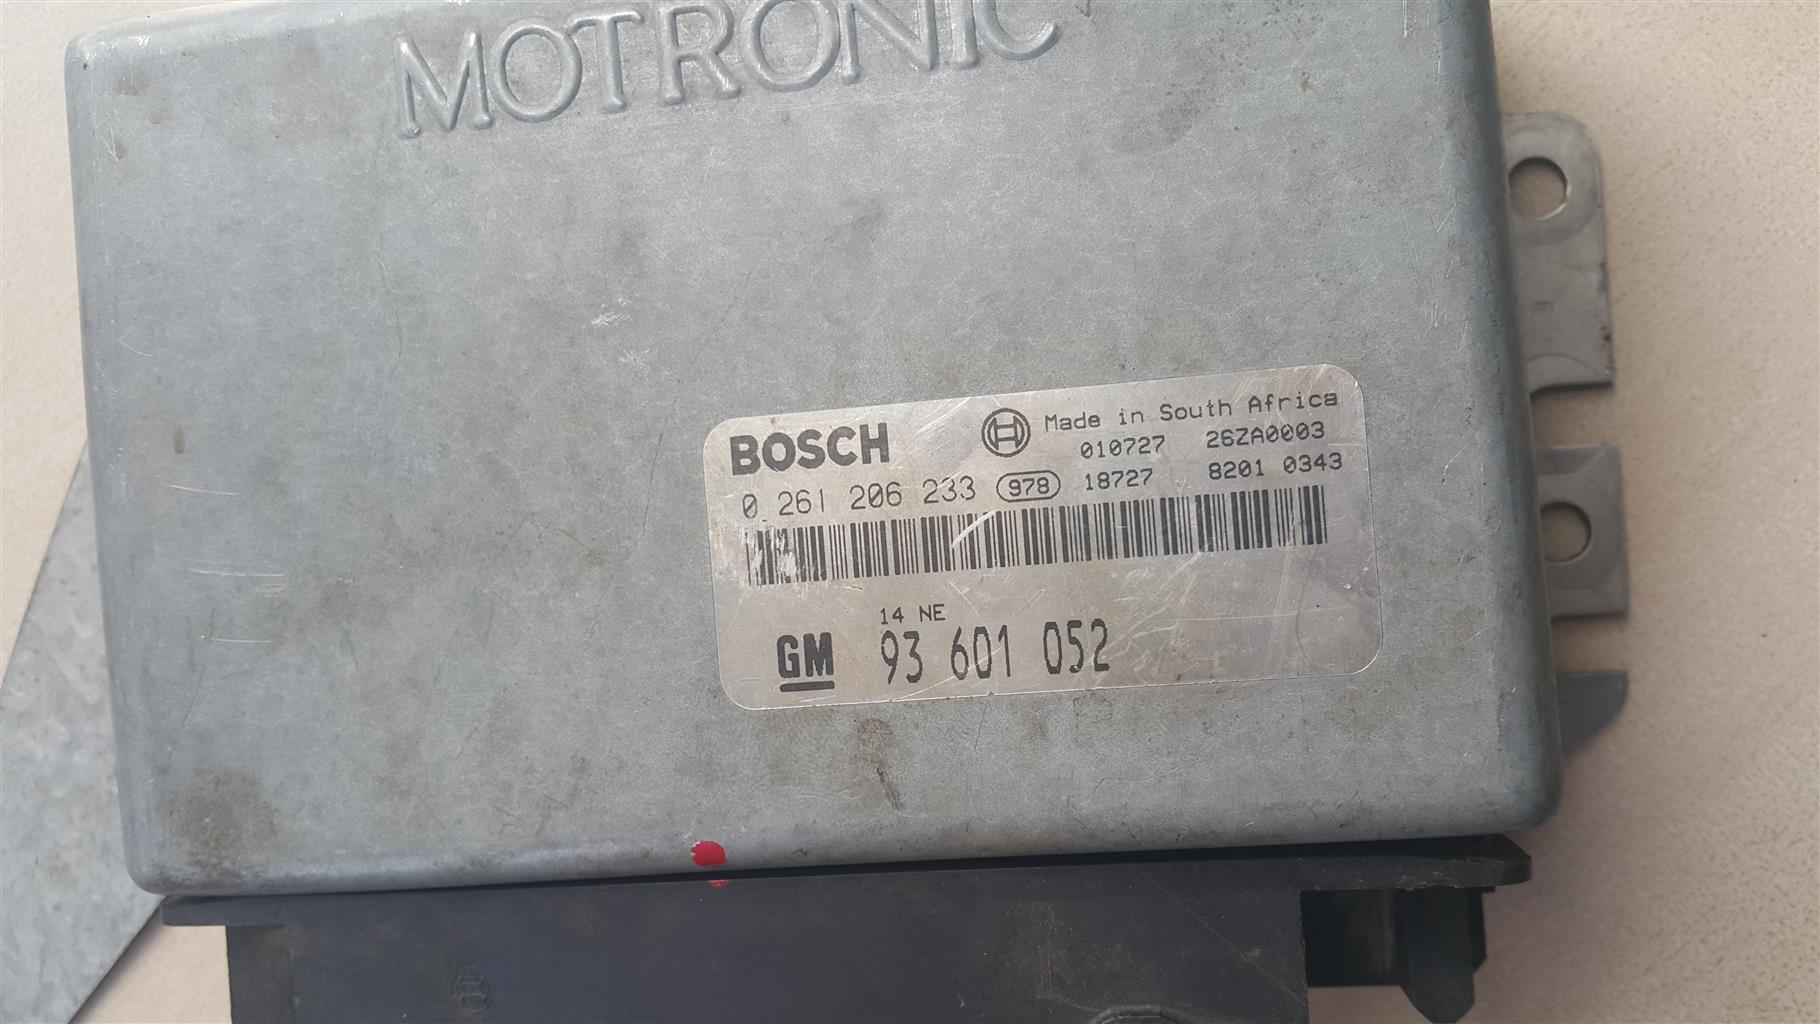 MOTRONIC
BOSCH
Made in South Africa
010727 26ZA0003
0 261 206 233 978 18727 8201 0343
14 NE
GM 93 601 052